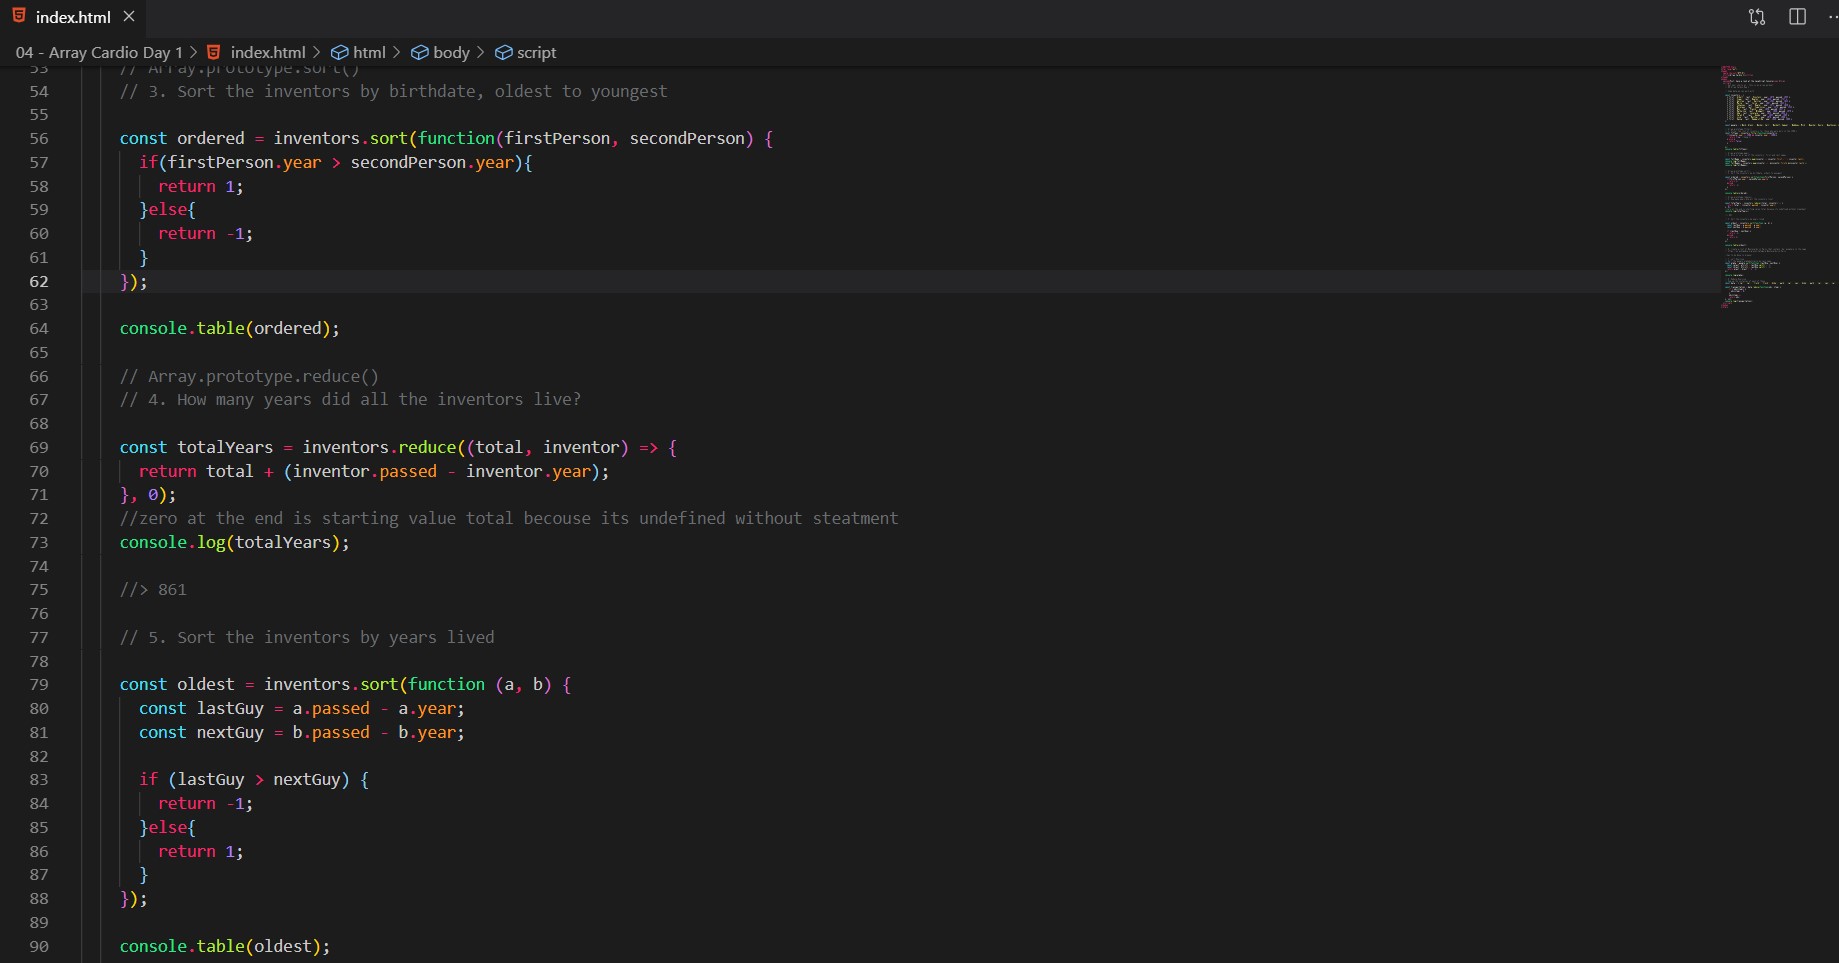 index.html
04 - Array Cardio Day 1 > index.html > html > body > script
53 // Array.prototype.sort()
54 // 3. Sort the inventors by birthdate, oldest to youngest
55
56 const ordered = inventors.sort(function(firstPerson, secondPerson) {
57 if(firstPerson.year > secondPerson.year){
58 return 1;
59 }else{
60 return -1;
61 }
62 });
63
64 console.table(ordered);
65
66 // Array.prototype.reduce()
67 // 4. How many years did all the inventors live?
68
69 const totalYears = inventors.reduce((total, inventor) => {
70 return total + (inventor.passed - inventor.year);
71 }, 0);
72 //zero at the end is starting value total becouse its undefined without steatment
73 console.log(totalYears);
74
75 //> 861
76
77 // 5. Sort the inventors by years lived
78
79 const oldest = inventors.sort(function (a, b) {
80 const lastGuy = a.passed - a.year;
81 const nextGuy = b.passed - b.year;
82
83 if (lastGuy > nextGuy) {
84 return -1;
85 }else{
86 return 1;
87 }
88 });
89
90 console.table(oldest);